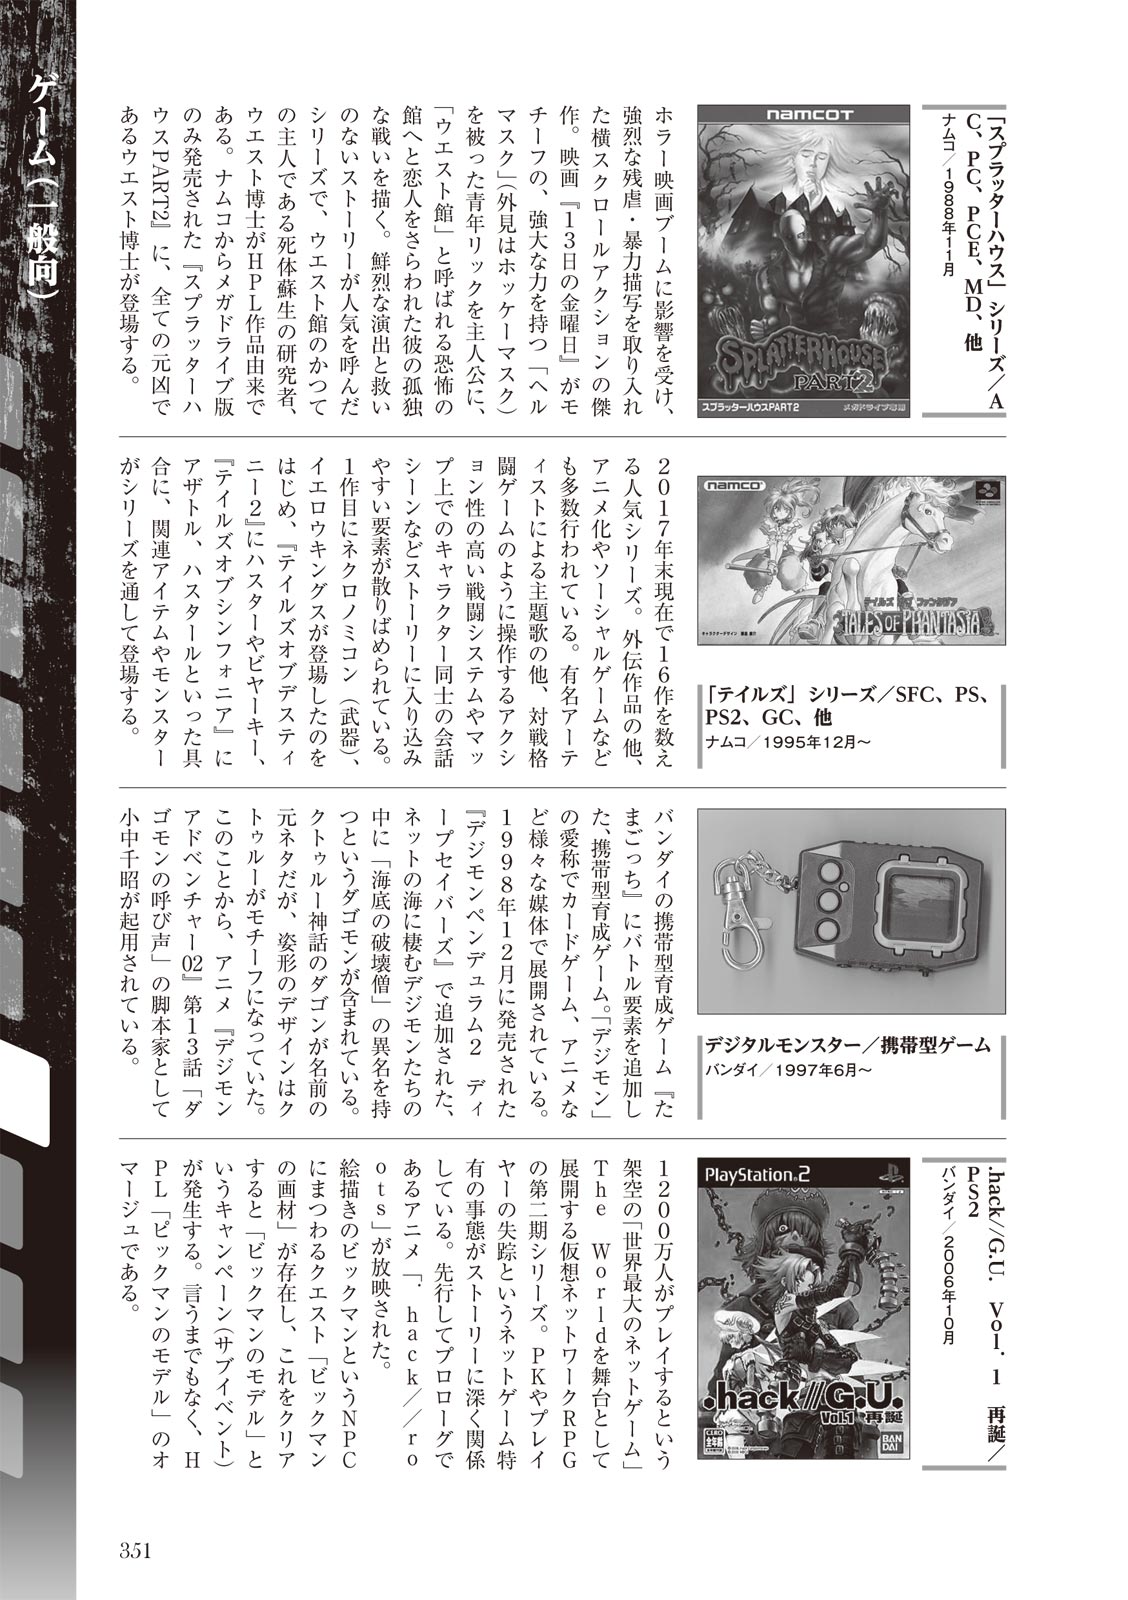 ゲーム（一般向）
「スプラッターハウス」シリーズ／A
C、PC、PCE、MD、他
ナムコ／1988年11月
namcot
SPLATTERHOUSE
PART2
スプラッターハウスPART2
メガドライブ専用
ホラー映画ブームに影響を受け、
強烈な残虐・暴力描写を取り入れ
た横スクロールアクションの傑
作。映画『13日の金曜日』がモ
チーフの、強大な力を持つ「ヘル
マスク」(外見はホッケーマスク)
を被った青年リックを主人公に、
「ウエスト館」と呼ばれる恐怖の
館へと恋人をさらわれた彼の孤独
な戦いを描く。鮮烈な演出と救い
のないストーリーが人気を呼んだ
シリーズで、ウエスト館のかつて
の主人である死体蘇生の研究者、
ウエスト博士がHPL作品由来で
ある。ナムコからメガドライブ版
のみ発売された『スプラッターハ
ウスPART2』に、全ての元凶で
あるウエスト博士が登場する。
namco
テイルズ オブ ファンタジア
TALES OF PHANTASIA
「テイルズ」シリーズ／SFC、PS、
PS2、GC、他
ナムコ／1995年12月〜
2017年末現在で16作を数え
る人気シリーズ。外伝作品の他、
アニメ化やソーシャルゲームなど
も多数行われている。有名アーテ
ィストによる主題歌の他、対戦格
闘ゲームのように操作するアクシ
ョン性の高い戦闘システムやマッ
プ上でのキャラクター同士の会話
シーンなどストーリーに入り込み
やすい要素が散りばめられている。
1作目にネクロノミコン（武器）、
イエロウキングスが登場したのを
はじめ、『テイルズオブデスティ
ニー2』にハスターやビヤーキー、
『テイルズオブシンフォニア』に
アザトル、ハスタールといった具
合に、関連アイテムやモンスター
がシリーズを通して登場する。
デジタルモンスター／携帯型ゲーム
バンダイ／1997年6月〜
バンダイの携帯型育成ゲーム『た
まごっち』にバトル要素を追加し
た、携帯型育成ゲーム。「デジモン」
の愛称でカードゲーム、アニメな
ど様々な媒体で展開されている。
1998年12月に発売された
『デジモンペンデュラム2　ディ
ープセイバーズ』で追加された、
ネットの海に棲むデジモンたちの
中に「海底の破壊僧」の異名を持
つというダゴモンが含まれている。
クトゥルー神話のダゴンが名前の
元ネタだが、姿形のデザインはク
トゥルーがモチーフになっていた。
このことから、アニメ『デジモン
アドベンチャー02』第13話「ダ
ゴモンの呼び声」の脚本家として
小中千昭が起用されている。
.hack//G.U.　Vol.1　再誕／
PS2
バンダイ／2006年10月
PlayStation.2
.hack//G.U.
Vol.1 再誕
BAN
DAI
1200万人がプレイするという
架空の「世界最大のネットゲーム」
The　Worldを舞台として
展開する仮想ネットワークRPG
の第二期シリーズ。PKやプレイ
ヤーの失踪というネットゲーム特
有の事態がストーリーに深く関係
している。先行してプロローグで
あるアニメ「.hack//ro
ots」が放映された。
絵描きのビックマンというNPC
にまつわるクエスト「ビックマン
の画材」が存在し、これをクリア
すると「ビックマンのモデル」と
いうキャンペーン(サブイベント)
が発生する。言うまでもなく、H
PL「ピックマンのモデル」のオ
マージュである。
351